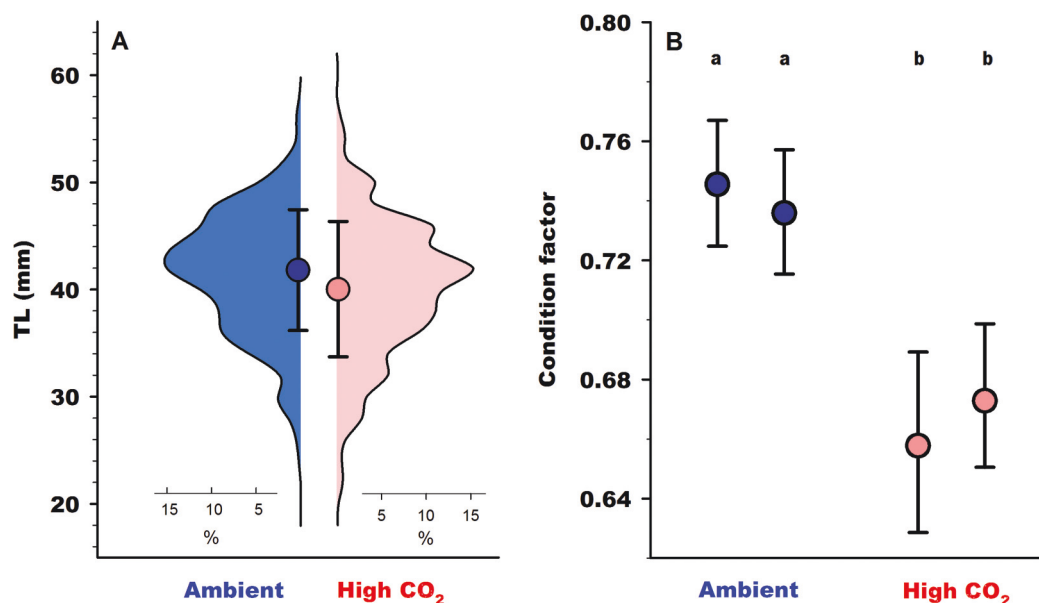 A
TL (mm)
60
50
40
30
20
15 10 5
%
5 10 15
%
Ambient High CO₂
B
Condition factor
0.80
0.76
0.72
0.68
0.64
a a b b
Ambient High CO₂